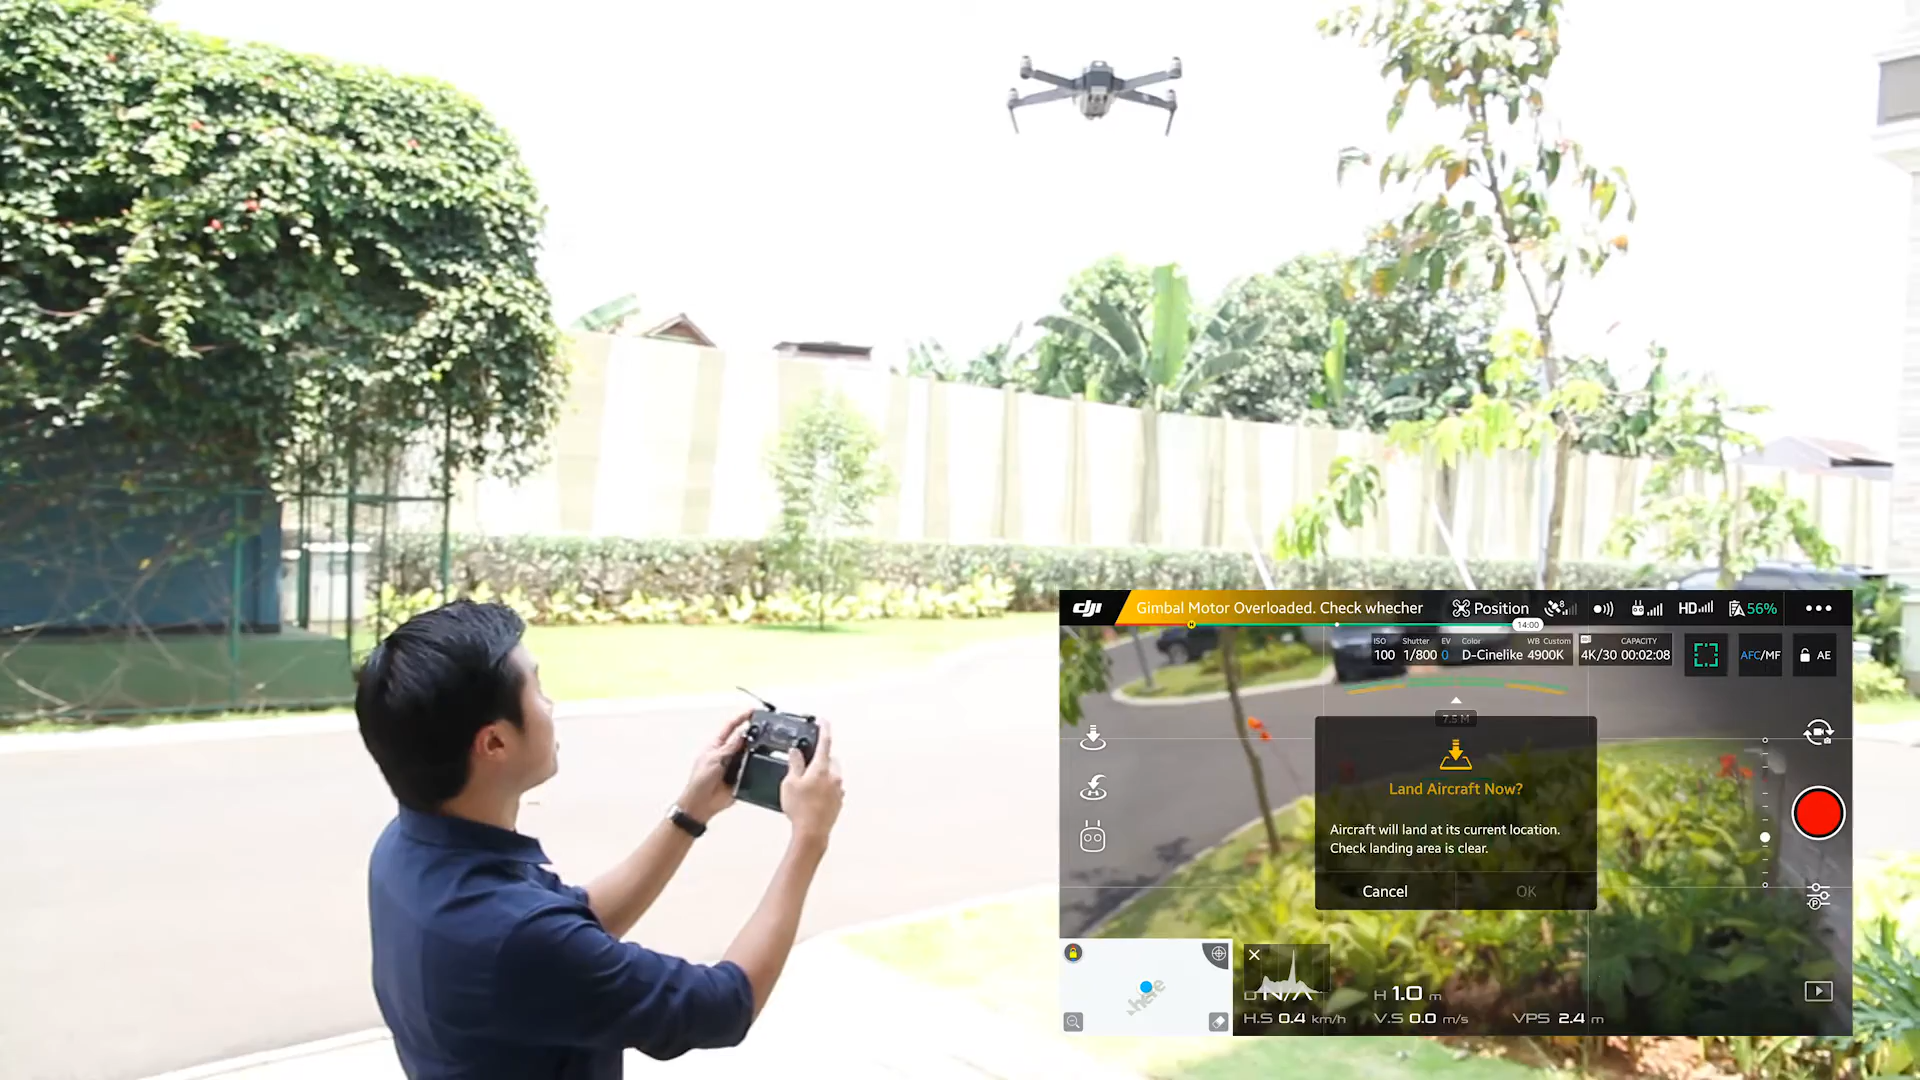 dji Gimbal Motor Overloaded. Check whecher Position 8 HD 56%
14:00
ISO Shutter EV Color WB Custom CAPACITY
100 1/800 0 D-Cinelike 4900K 4K/30 00:02:08 AFC/MF AE
7.5 M
Land Aircraft Now?
Aircraft will land at its current location.
Check landing area is clear.
Cancel OK
P
here
D N/A H 1.0 m
H.S 0.4 km/h V.S 0.0 m/s VPS 2.4 m